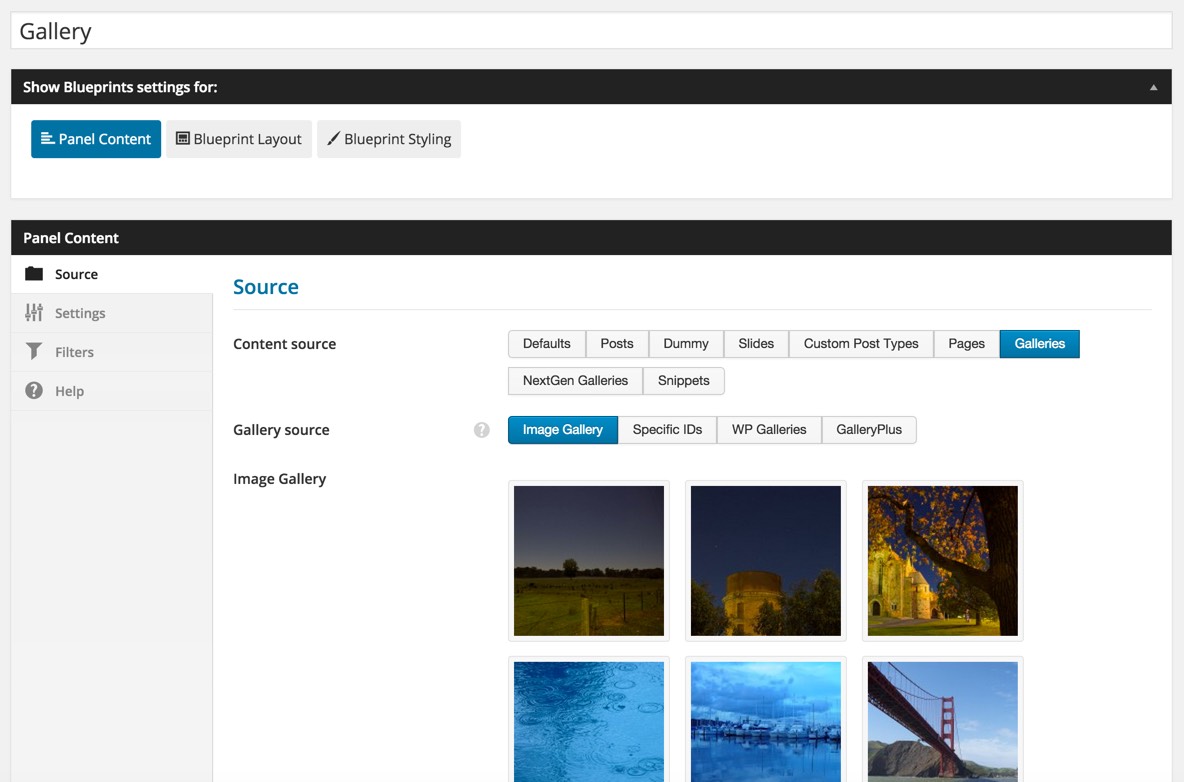 Gallery
Show Blueprints settings for:
Panel Content Blueprint Layout Blueprint Styling
Panel Content
Source
Settings
Filters
Help
Source
Content source
Defaults Posts Dummy Slides Custom Post Types Pages Galleries
NextGen Galleries Snippets
Gallery source ? Image Gallery Specific IDs WP Galleries GalleryPlus
Image Gallery